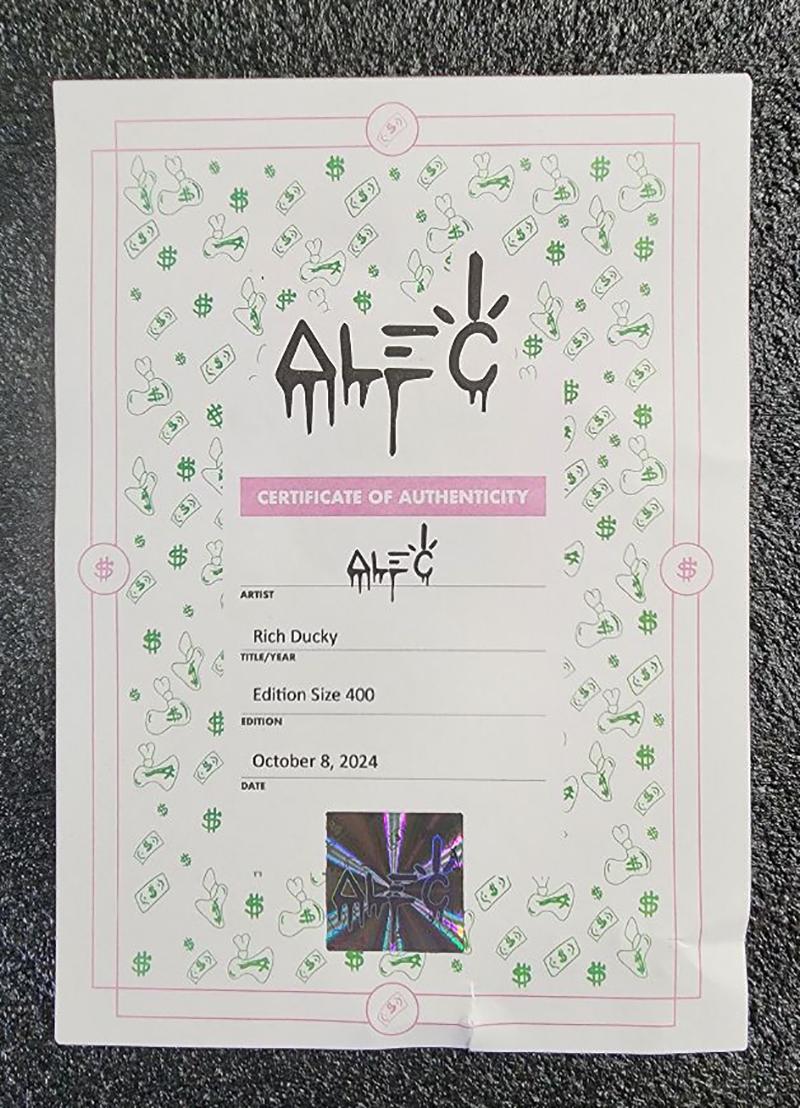 ALEC
CERTIFICATE OF AUTHENTICITY
ALEC
ARTIST
Rich Ducky
TITLE/YEAR
Edition Size 400
EDITION
October 8, 2024
DATE
ALEC